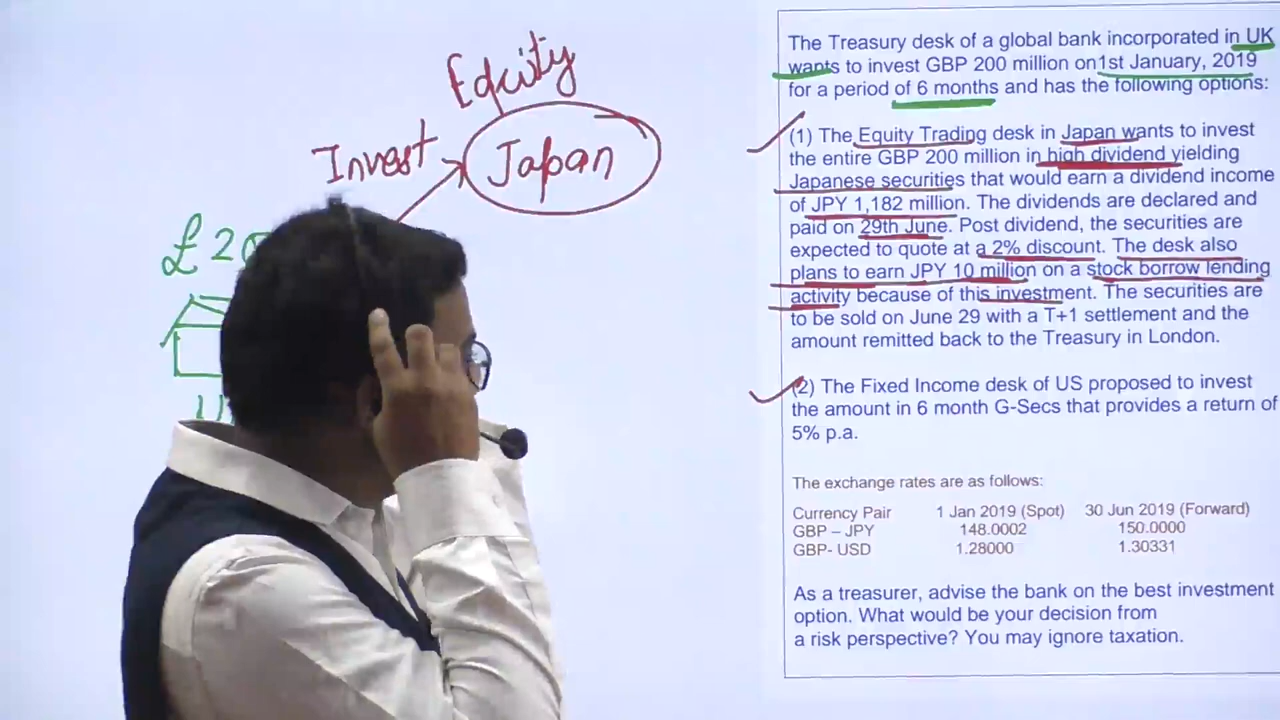 Equity
Invest
Japan
The Treasury desk of a global bank incorporated in UK
wants to invest GBP 200 million on1st January, 2019
for a period of 6 months and has the following options:
(1) The Equity Trading desk in Japan wants to invest
the entire GBP 200 million in high dividend yielding
Japanese securities that would earn a dividend income
of JPY 1,182 million. The dividends are declared and
paid on 29th June. Post dividend, the securities are
expected to quote at a 2% discount. The desk also
plans to earn JPY 10 million on a stock borrow lending
activity because of this investment. The securities are
to be sold on June 29 with a T+1 settlement and the
amount remitted back to the Treasury in London.
(2) The Fixed Income desk of US proposed to invest
the amount in 6 month G-Secs that provides a return of
5% p.a.
The exchange rates are as follows:
Currency Pair 1 Jan 2019 (Spot) 30 Jun 2019 (Forward)
GBP – JPY 148.0002 150.0000
GBP- USD 1.28000 1.30331
As a treasurer, advise the bank on the best investment
option. What would be your decision from
a risk perspective? You may ignore taxation.